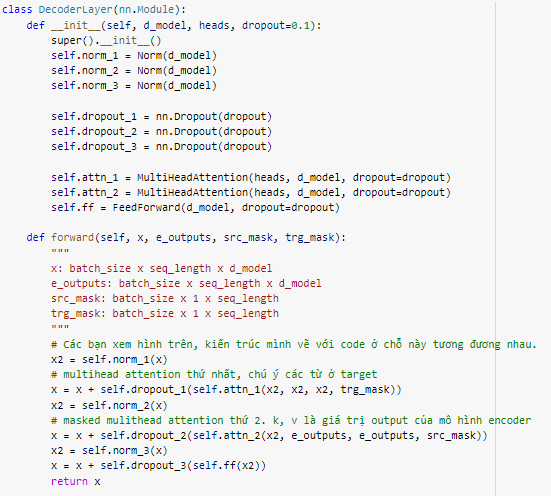 class DecoderLayer(nn.Module):
    def __init__(self, d_model, heads, dropout=0.1):
        super().__init__()
        self.norm_1 = Norm(d_model)
        self.norm_2 = Norm(d_model)
        self.norm_3 = Norm(d_model)

        self.dropout_1 = nn.Dropout(dropout)
        self.dropout_2 = nn.Dropout(dropout)
        self.dropout_3 = nn.Dropout(dropout)

        self.attn_1 = MultiHeadAttention(heads, d_model, dropout=dropout)
        self.attn_2 = MultiHeadAttention(heads, d_model, dropout=dropout)
        self.ff = FeedForward(d_model, dropout=dropout)

    def forward(self, x, e_outputs, src_mask, trg_mask):
        """
        x: batch_size x seq_length x d_model
        e_outputs: batch_size x seq_length x d_model
        src_mask: batch_size x 1 x seq_length
        trg_mask: batch_size x 1 x seq_length
        """
        # Các bạn xem hình trên, kiến trúc mình vẽ với code ở chỗ này tương đương nhau.
        x2 = self.norm_1(x)
        # multihead attention thứ nhất, chú ý các từ ở target
        x = x + self.dropout_1(self.attn_1(x2, x2, x2, trg_mask))
        x2 = self.norm_2(x)
        # masked mulithead attention thứ 2. k, v là giá trị output của mô hình encoder
        x = x + self.dropout_2(self.attn_2(x2, e_outputs, e_outputs, src_mask))
        x2 = self.norm_3(x)
        x = x + self.dropout_3(self.ff(x2))
        return x